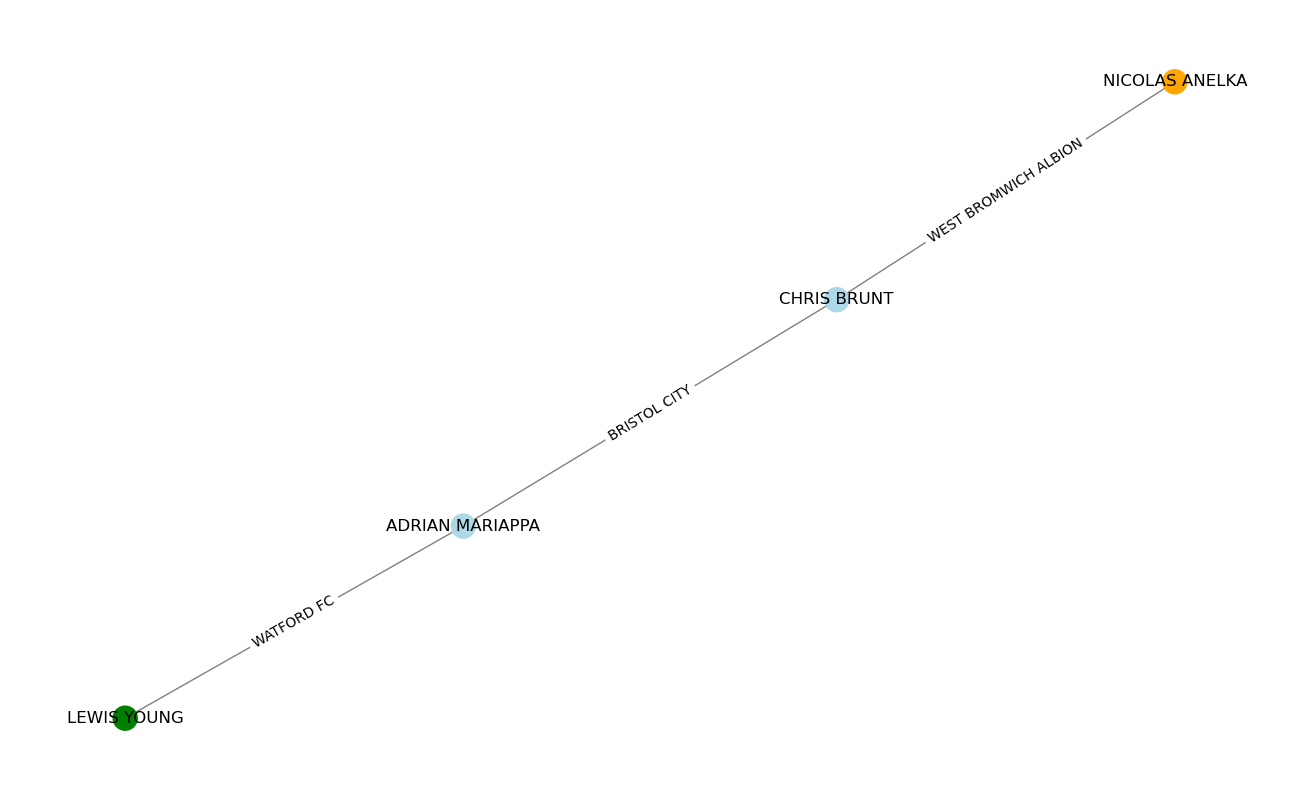 NICOLAS ANELKA
WEST BROMWICH ALBION
CHRIS BRUNT
BRISTOL CITY
ADRIAN MARIAPPA
WATFORD FC
LEWIS YOUNG